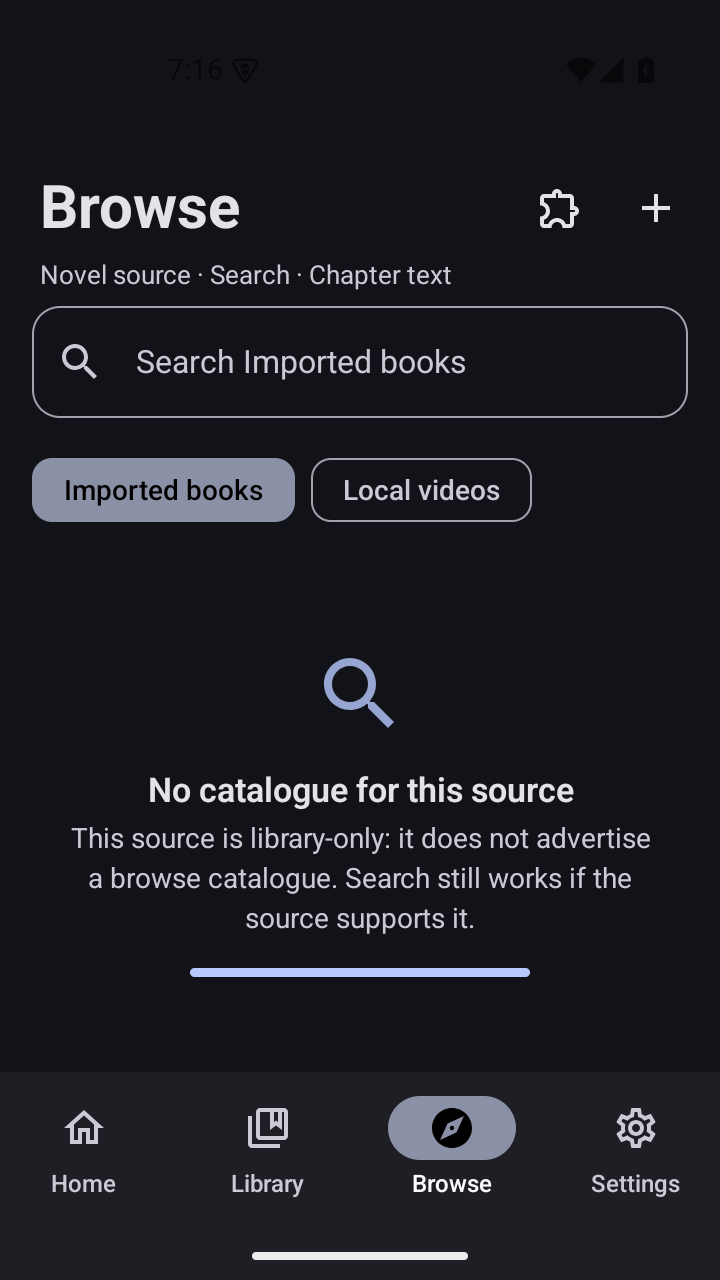 7:16
Browse
Novel source · Search · Chapter text
Search Imported books
Imported books
Local videos
No catalogue for this source
This source is library-only: it does not advertise
a browse catalogue. Search still works if the
source supports it.
Home
Library
Browse
Settings